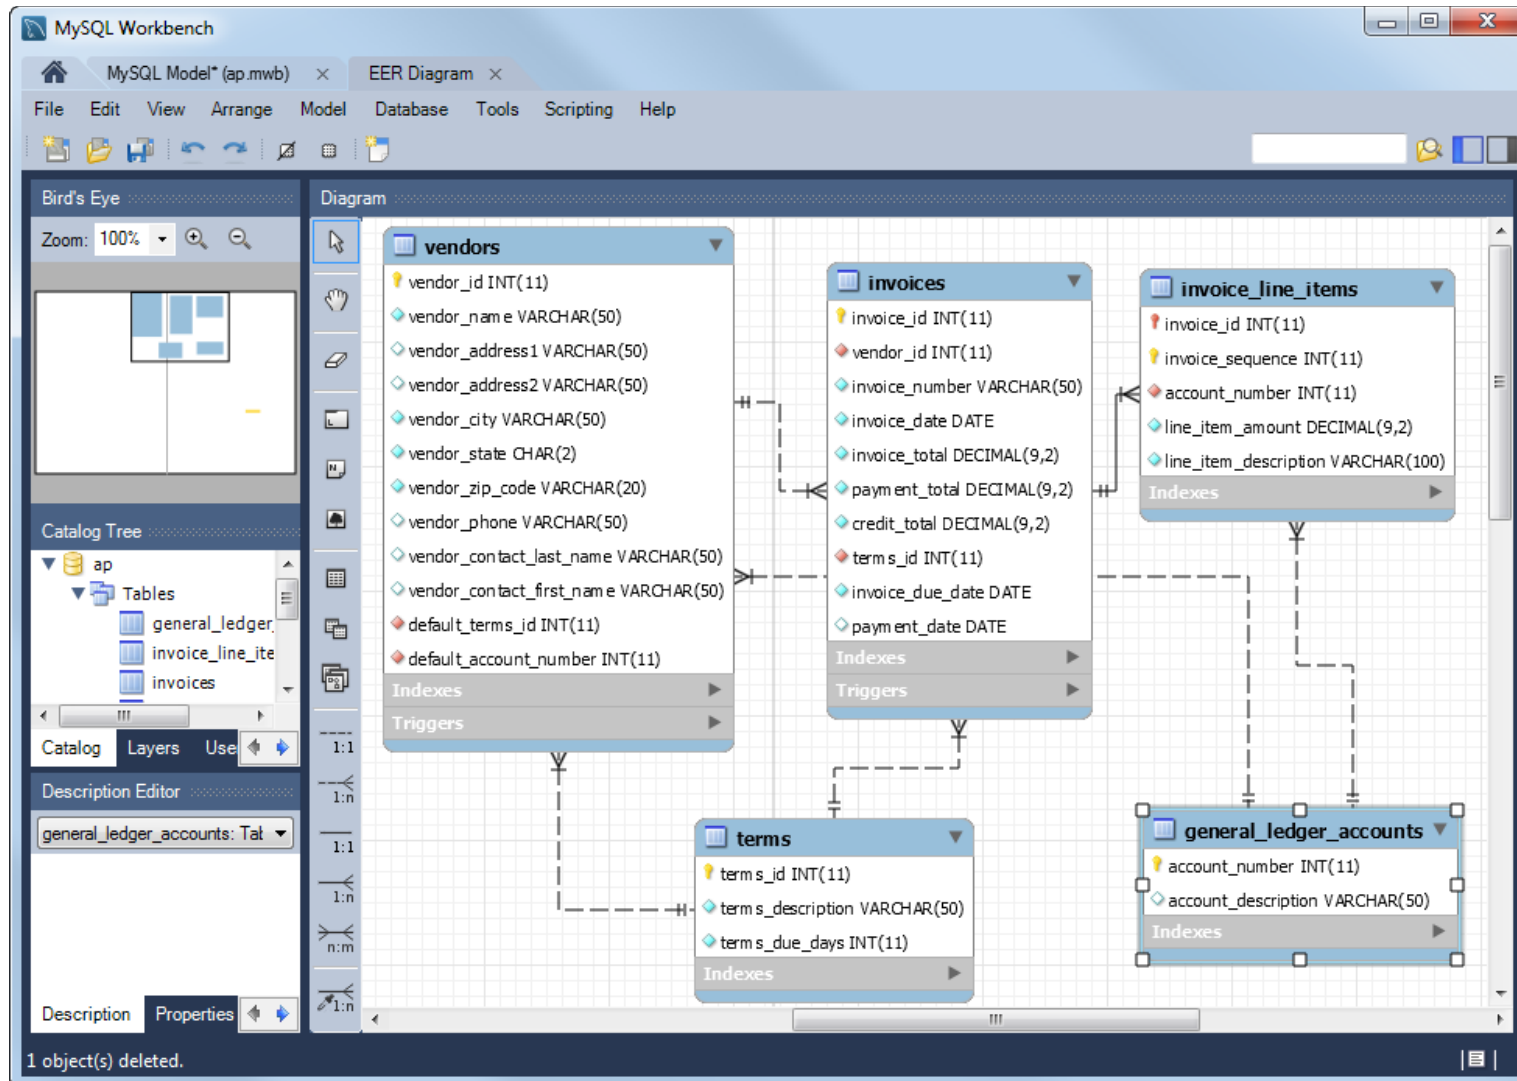 MySQL Workbench
MySQL Model* (ap.mwb)
EER Diagram
File Edit View Arrange Model Database Tools Scripting Help
Bird's Eye
Zoom: 100%
Diagram
vendors
vendor_id INT(11)
vendor_name VARCHAR(50)
vendor_address1 VARCHAR(50)
vendor_address2 VARCHAR(50)
vendor_city VARCHAR(50)
vendor_state CHAR(2)
vendor_zip_code VARCHAR(20)
vendor_phone VARCHAR(50)
vendor_contact_last_name VARCHAR(50)
vendor_contact_first_name VARCHAR(50)
default_terms_id INT(11)
default_account_number INT(11)
Indexes
Triggers
invoices
invoice_id INT(11)
vendor_id INT(11)
invoice_number VARCHAR(50)
invoice_date DATE
invoice_total DECIMAL(9,2)
payment_total DECIMAL(9,2)
credit_total DECIMAL(9,2)
terms_id INT(11)
invoice_due_date DATE
payment_date DATE
Indexes
Triggers
invoice_line_items
invoice_id INT(11)
invoice_sequence INT(11)
account_number INT(11)
line_item_amount DECIMAL(9,2)
line_item_description VARCHAR(100)
Indexes
terms
terms_id INT(11)
terms_description VARCHAR(50)
terms_due_days INT(11)
Indexes
general_ledger_accounts
account_number INT(11)
account_description VARCHAR(50)
Indexes
Catalog Tree
ap
Tables
general_ledger_
invoice_line_ite
invoices
Catalog Layers Use
Description Editor
general_ledger_accounts: Tal
Description Properties
1:1
1:n
1:1
1:n
n:m
1:n
1 object(s) deleted.